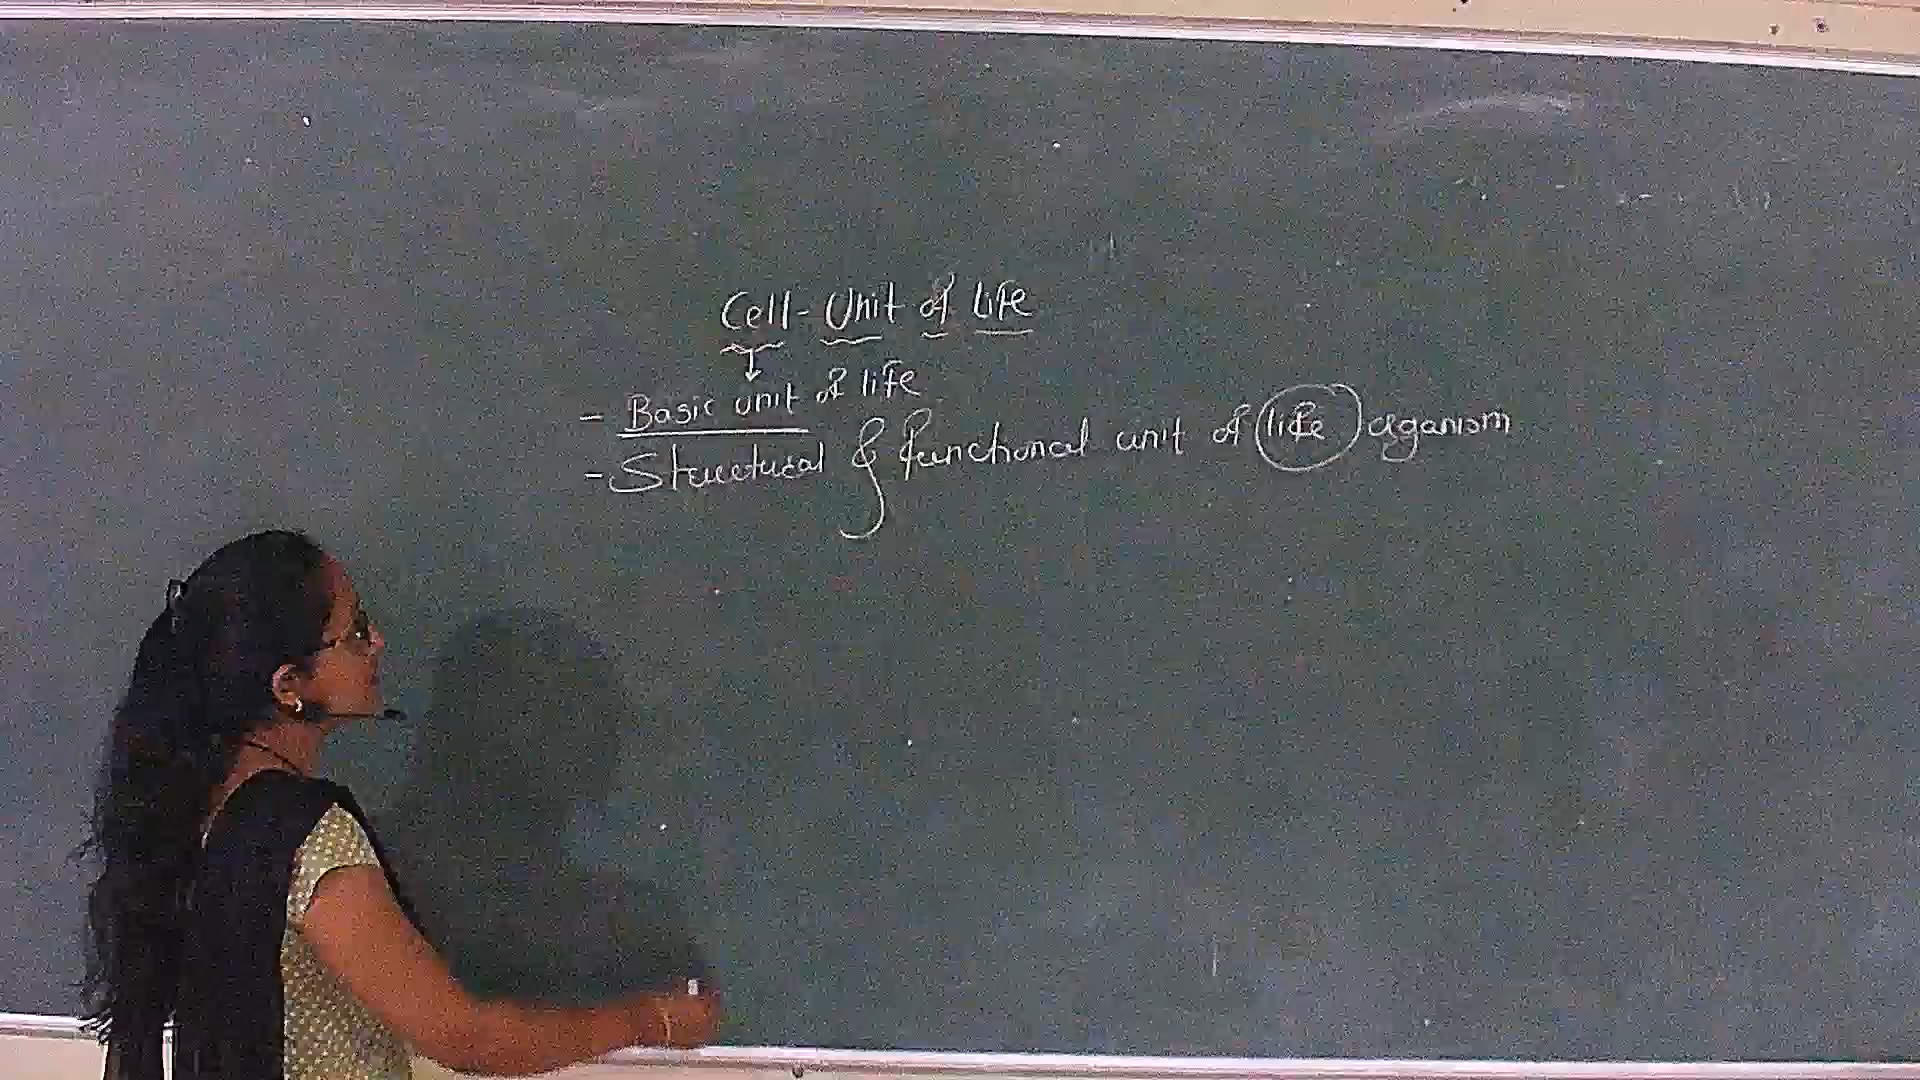 Cell - Unit of life
- Basic unit of life
- Structural & functional unit of life organism